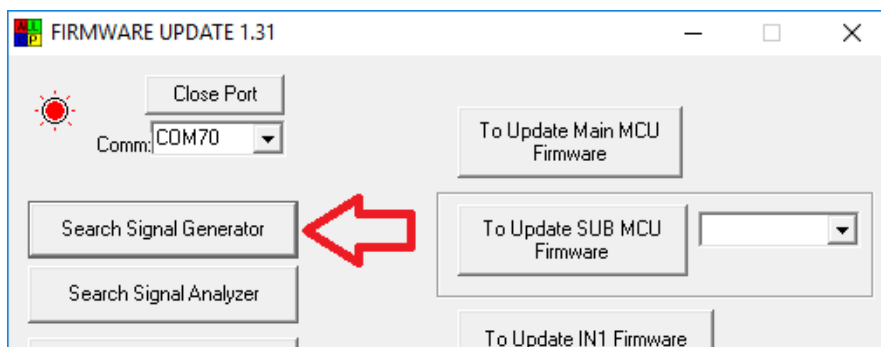 FIRMWARE UPDATE 1.31
Close Port
Comm: COM70
To Update Main MCU
Firmware
Search Signal Generator
To Update SUB MCU
Firmware
Search Signal Analyzer
To Update IN1 Firmware